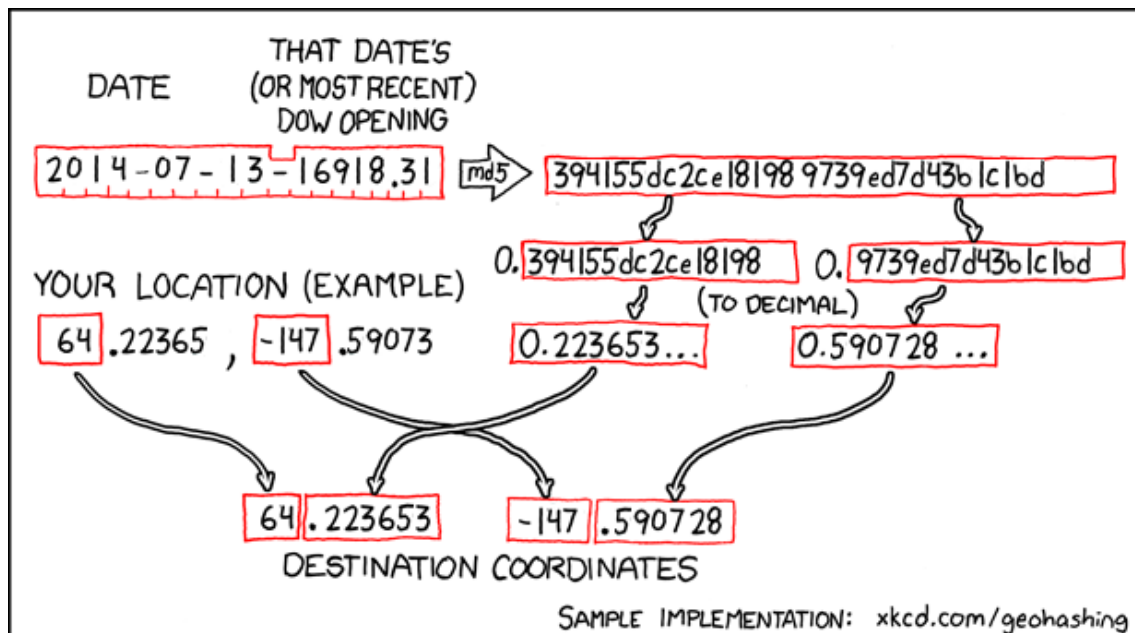 DATE
THAT DATE'S
(OR MOST RECENT)
DOW OPENING
2014-07-13-16918.31
md5
394155dc2ce181989739ed7d43b1c1bd
0.394155dc2ce18198
0.9739ed7d43b1c1bd
YOUR LOCATION (EXAMPLE)
(TO DECIMAL)
64.22365, -147.59073
0.223653...
0.590728 ...
64.223653
-147.590728
DESTINATION COORDINATES
SAMPLE IMPLEMENTATION: xkcd.com/geohashing